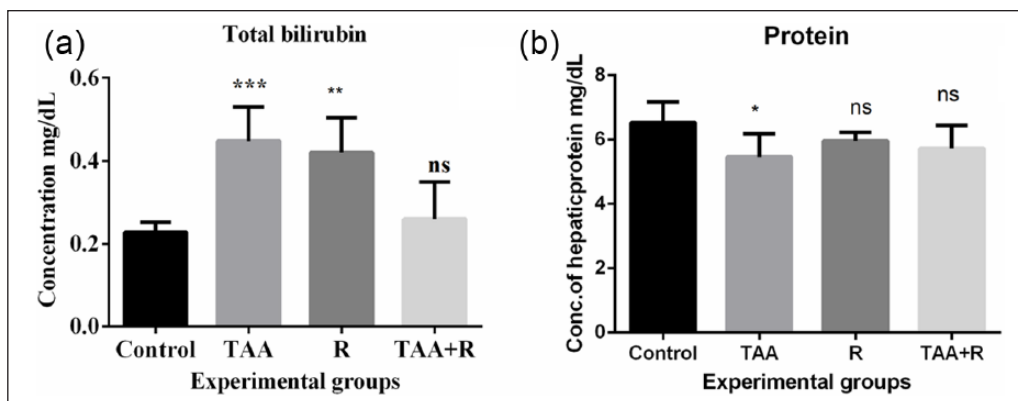 (a)
Total bilirubin
Concentration mg/dL
0.6
0.4
0.2
0.0
***
**
ns
Control TAA R TAA+R
Experimental groups
(b)
Protein
Conc.of hepaticprotein mg/dL
8
6
4
2
0
*
ns
ns
Control TAA R TAA+R
Experimental groups